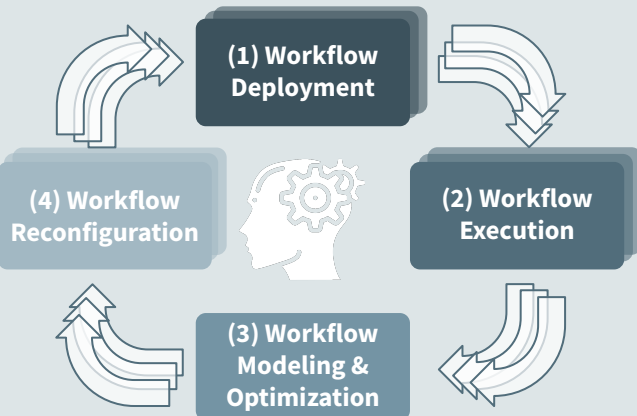 (1) Workflow
Deployment
(2) Workflow
Execution
(3) Workflow
Modeling &
Optimization
(4) Workflow
Reconfiguration